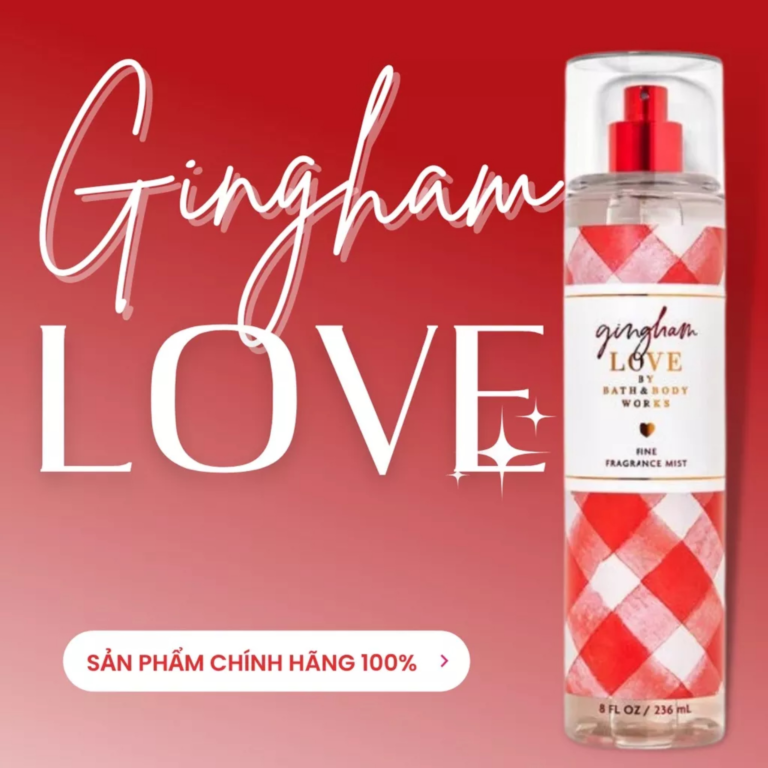 Gingham
LOVE
gingham
LOVE
BY
BATH & BODY
WORKS
FINE
FRAGRANCE MIST
8 FL OZ / 236 mL
SẢN PHẨM CHÍNH HÃNG 100% >